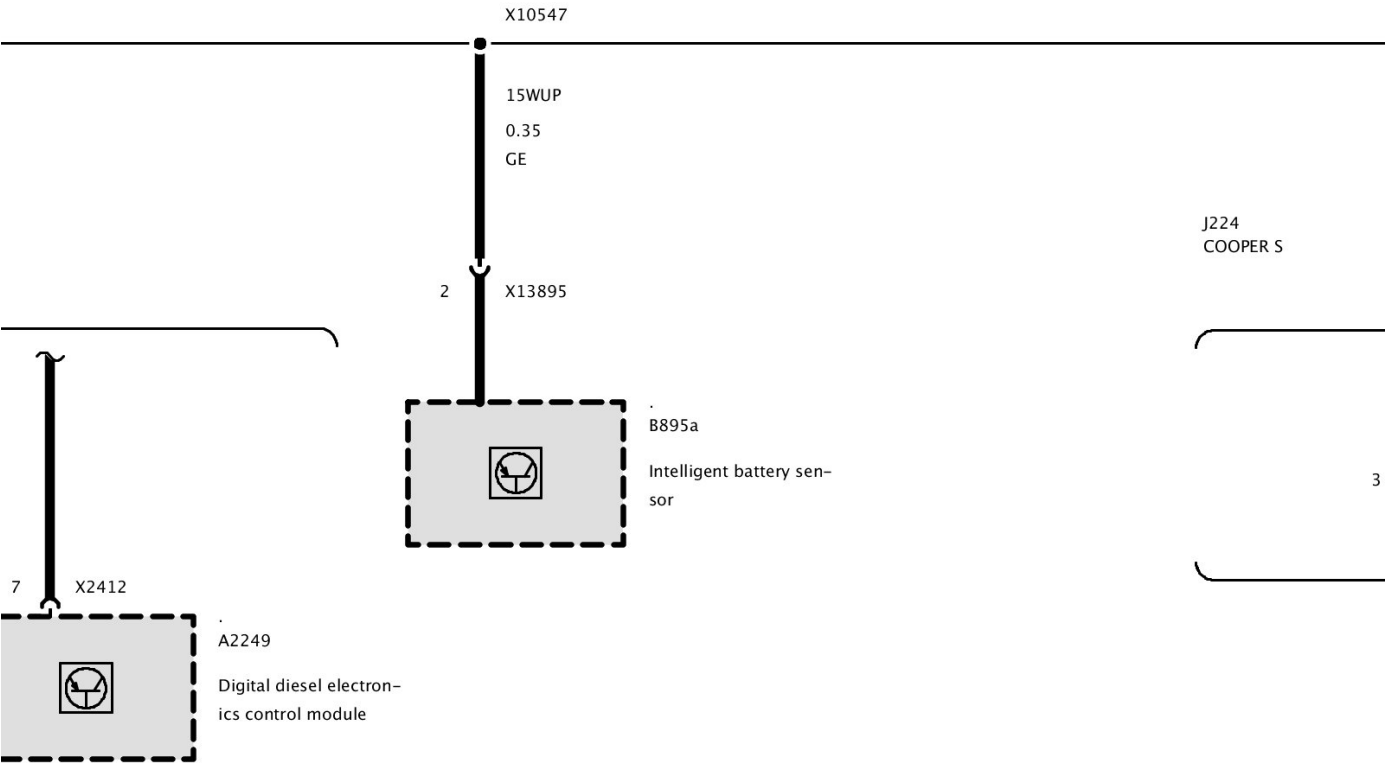 X10547
15WUP
0.35
GE
J224
COOPER S
2
X13895
.
B895a
Intelligent battery sen–
sor
3
7
X2412
.
A2249
Digital diesel electron–
ics control module